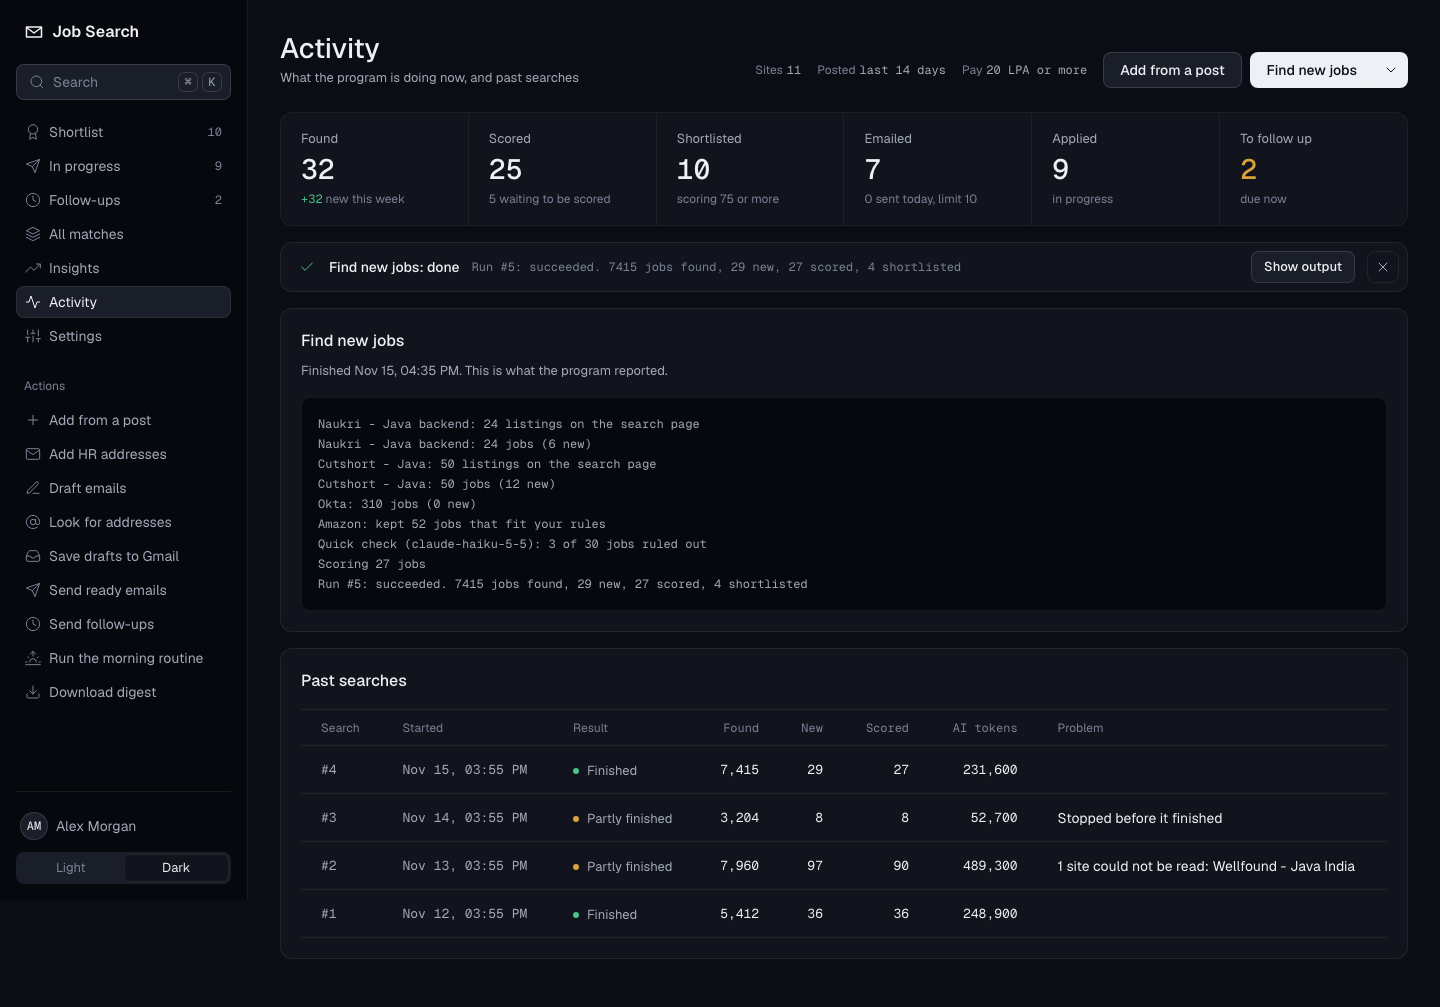 Job Search
Search ⌘ K
Shortlist 10
In progress 9
Follow-ups 2
All matches
Insights
Activity
Settings
Actions
Add from a post
Add HR addresses
Draft emails
Look for addresses
Save drafts to Gmail
Send ready emails
Send follow-ups
Run the morning routine
Download digest
AM Alex Morgan
Light Dark
Activity
What the program is doing now, and past searches
Sites 11 Posted last 14 days Pay 20 LPA or more Add from a post Find new jobs
Found Scored Shortlisted Emailed Applied To follow up
32 25 10 7 9 2
+32 new this week 5 waiting to be scored scoring 75 or more 0 sent today, limit 10 in progress due now
Find new jobs: done Run #5: succeeded. 7415 jobs found, 29 new, 27 scored, 4 shortlisted Show output
Find new jobs
Finished Nov 15, 04:35 PM. This is what the program reported.
Naukri - Java backend: 24 listings on the search page
Naukri - Java backend: 24 jobs (6 new)
Cutshort - Java: 50 listings on the search page
Cutshort - Java: 50 jobs (12 new)
Okta: 310 jobs (0 new)
Amazon: kept 52 jobs that fit your rules
Quick check (claude-haiku-5-5): 3 of 30 jobs ruled out
Scoring 27 jobs
Run #5: succeeded. 7415 jobs found, 29 new, 27 scored, 4 shortlisted
Past searches
Search Started Result Found New Scored AI tokens Problem
#4 Nov 15, 03:55 PM Finished 7,415 29 27 231,600
#3 Nov 14, 03:55 PM Partly finished 3,204 8 8 52,700 Stopped before it finished
#2 Nov 13, 03:55 PM Partly finished 7,960 97 90 489,300 1 site could not be read: Wellfound - Java India
#1 Nov 12, 03:55 PM Finished 5,412 36 36 248,900